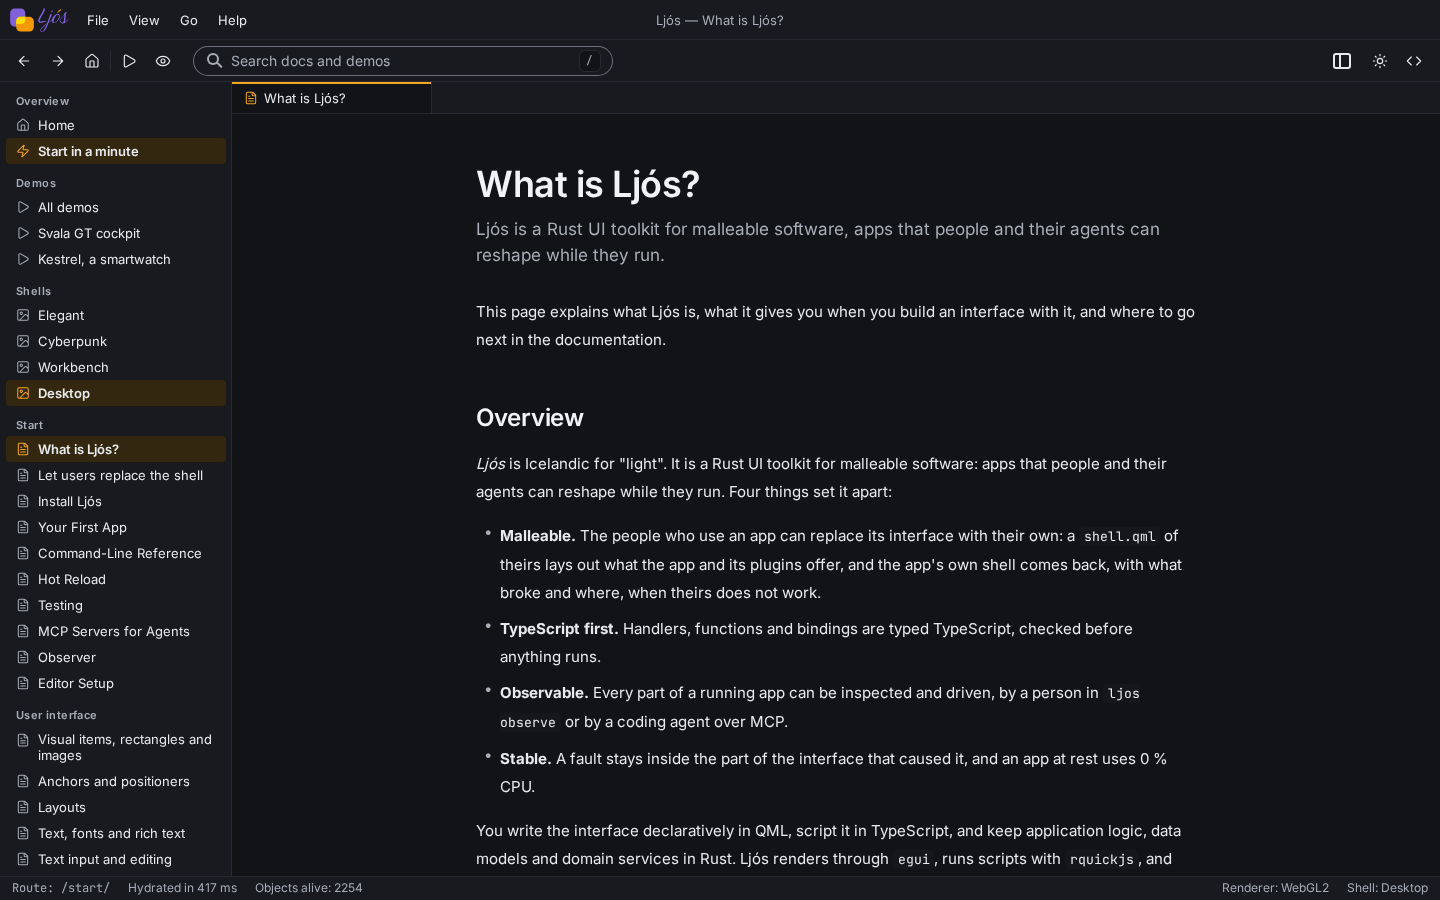 Ljós
File View Go Help
Ljós — What is Ljós?
Search docs and demos /
Overview
Home
Start in a minute
Demos
All demos
Svala GT cockpit
Kestrel, a smartwatch
Shells
Elegant
Cyberpunk
Workbench
Desktop
Start
What is Ljós?
Let users replace the shell
Install Ljós
Your First App
Command-Line Reference
Hot Reload
Testing
MCP Servers for Agents
Observer
Editor Setup
User interface
Visual items, rectangles and
images
Anchors and positioners
Layouts
Text, fonts and rich text
Text input and editing
What is Ljós?
What is Ljós?
Ljós is a Rust UI toolkit for malleable software, apps that people and their agents can
reshape while they run.
This page explains what Ljós is, what it gives you when you build an interface with it, and where to go
next in the documentation.
Overview
Ljós is Icelandic for "light". It is a Rust UI toolkit for malleable software: apps that people and their
agents can reshape while they run. Four things set it apart:
• Malleable. The people who use an app can replace its interface with their own: a shell.qml of
theirs lays out what the app and its plugins offer, and the app's own shell comes back, with what
broke and where, when theirs does not work.
• TypeScript first. Handlers, functions and bindings are typed TypeScript, checked before
anything runs.
• Observable. Every part of a running app can be inspected and driven, by a person in ljos
observe or by a coding agent over MCP.
• Stable. A fault stays inside the part of the interface that caused it, and an app at rest uses 0 %
CPU.
You write the interface declaratively in QML, script it in TypeScript, and keep application logic, data
models and domain services in Rust. Ljós renders through egui, runs scripts with rquickjs, and
Route: /start/ Hydrated in 417 ms Objects alive: 2254
Renderer: WebGL2 Shell: Desktop